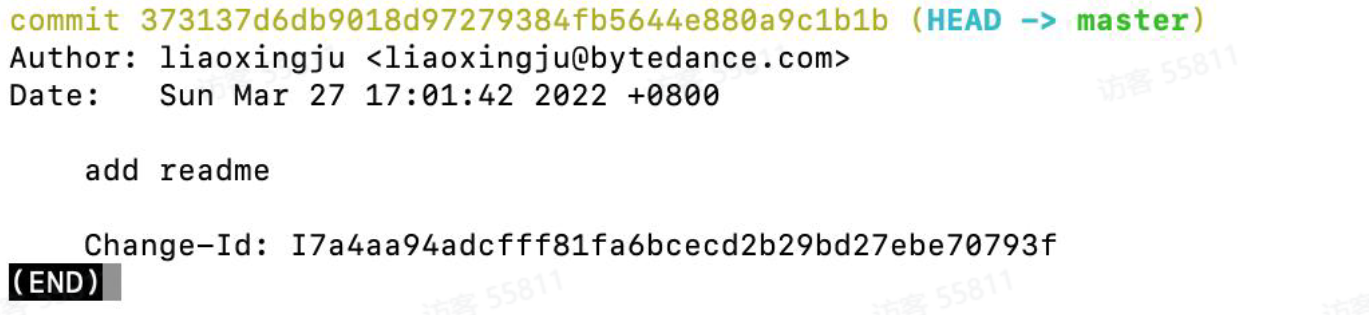 commit 373137d6db9018d97279384fb5644e880a9c1b1b (HEAD -> master)
Author: liaoxingju <liaoxingju@bytedance.com>
访客 55811
Date:   Sun Mar 27 17:01:42 2022 +0800
add readme
Change-Id: I7a4aa94adcfff81fa6bcecd2b29bd27ebe70793f
(END)
访客 55811
访客 55811